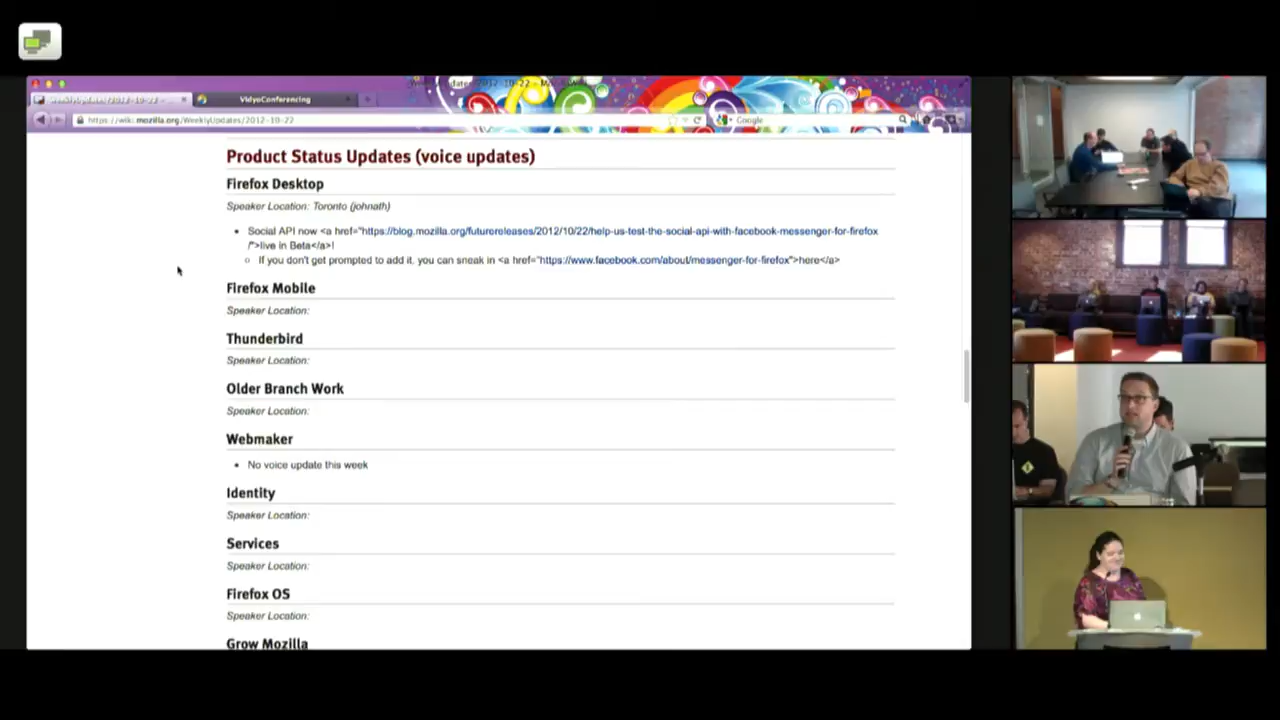 WeeklyUpdates/2012-10-22 – 
VidyoConferencing
https://wiki.mozilla.org/WeeklyUpdates/2012-10-22
Google
Product Status Updates (voice updates)
Firefox Desktop
Speaker Location: Toronto (johnath)
Social API now <a href="https://blog.mozilla.org/futurereleases/2012/10/22/help-us-test-the-social-api-with-facebook-messenger-for-firefox
/">live in Beta</a>!
If you don't get prompted to add it, you can sneak in <a href="https://www.facebook.com/about/messenger-for-firefox">here</a>
Firefox Mobile
Speaker Location:
Thunderbird
Speaker Location:
Older Branch Work
Speaker Location:
Webmaker
No voice update this week
Identity
Speaker Location:
Services
Speaker Location:
Firefox OS
Speaker Location:
Grow Mozilla